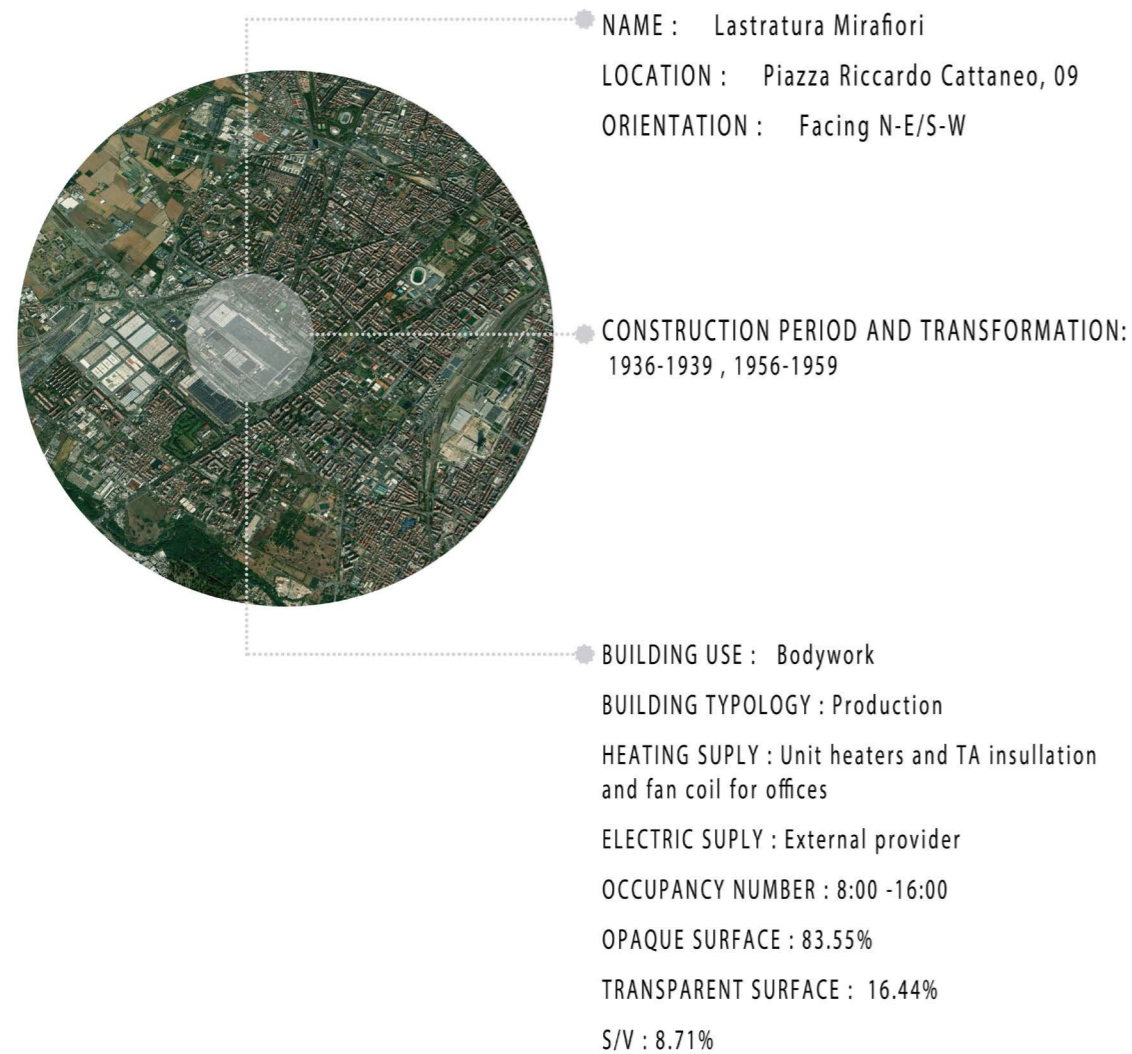 NAME : Lastratura Mirafiori
LOCATION : Piazza Riccardo Cattaneo, 09
ORIENTATION : Facing N-E/S-W
CONSTRUCTION PERIOD AND TRANSFORMATION:
1936-1939 , 1956-1959
BUILDING USE : Bodywork
BUILDING TYPOLOGY : Production
HEATING SUPLY : Unit heaters and TA insullation
and fan coil for offices
ELECTRIC SUPLY : External provider
OCCUPANCY NUMBER : 8:00 -16:00
OPAQUE SURFACE : 83.55%
TRANSPARENT SURFACE : 16.44%
S/V : 8.71%